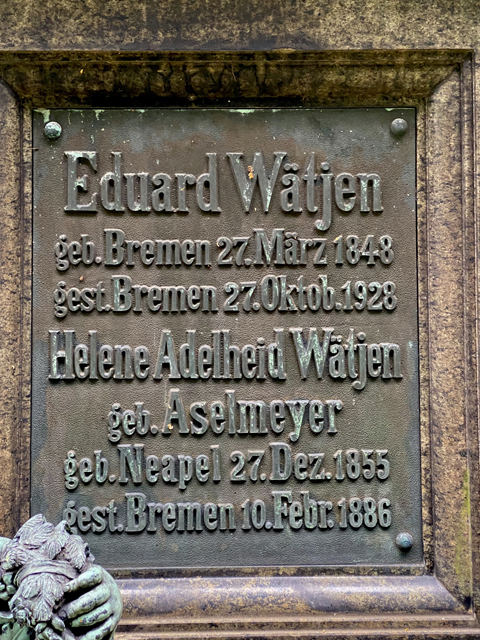 Eduard Wätjen
geb. Bremen 27. März 1848
gest. Bremen 27. Oktob. 1928
Helene Adelheid Wätjen
geb. Aselmeyer
geb. Neapel 27. Dez. 1855
gest. Bremen 10. Febr. 1886